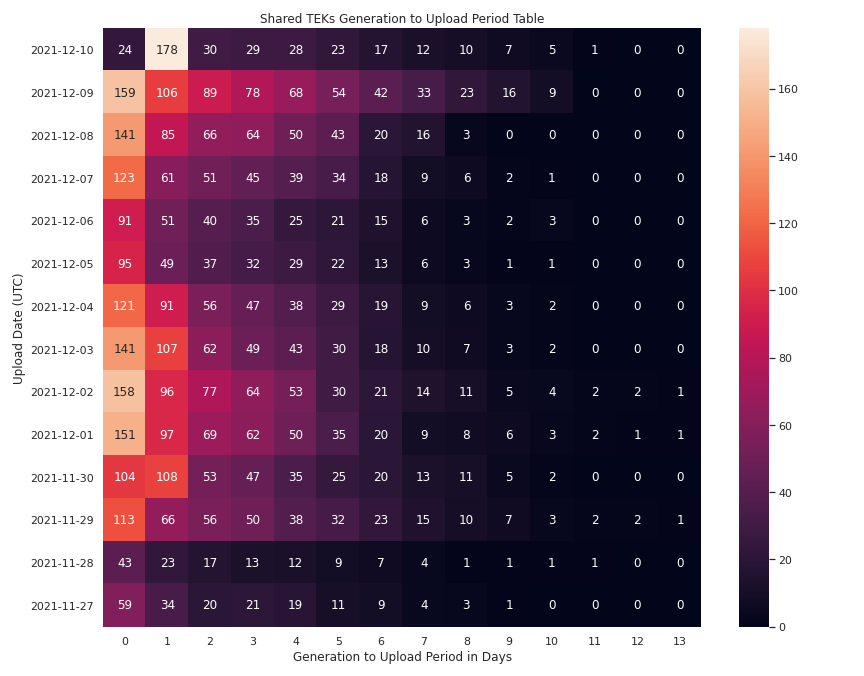 Shared TEKs Generation to Upload Period Table
2021-12-10 24 178 30 29 28 23 17 12 10 7 5 1 0 0
2021-12-09 159 106 89 78 68 54 42 33 23 16 9 0 0 0
2021-12-08 141 85 66 64 50 43 20 16 3 0 0 0 0 0
2021-12-07 123 61 51 45 39 34 18 9 6 2 1 0 0 0
2021-12-06 91 51 40 35 25 21 15 6 3 2 3 0 0 0
2021-12-05 95 49 37 32 29 22 13 6 3 1 1 0 0 0
2021-12-04 121 91 56 47 38 29 19 9 6 3 2 0 0 0
2021-12-03 141 107 62 49 43 30 18 10 7 3 2 0 0 0
2021-12-02 158 96 77 64 53 30 21 14 11 5 4 2 2 1
2021-12-01 151 97 69 62 50 35 20 9 8 6 3 2 1 1
2021-11-30 104 108 53 47 35 25 20 13 11 5 2 0 0 0
2021-11-29 113 66 56 50 38 32 23 15 10 7 3 2 2 1
2021-11-28 43 23 17 13 12 9 7 4 1 1 1 1 0 0
2021-11-27 59 34 20 21 19 11 9 4 3 1 0 0 0 0
0 1 2 3 4 5 6 7 8 9 10 11 12 13
Generation to Upload Period in Days
Upload Date (UTC)
160
140
120
100
80
60
40
20
0